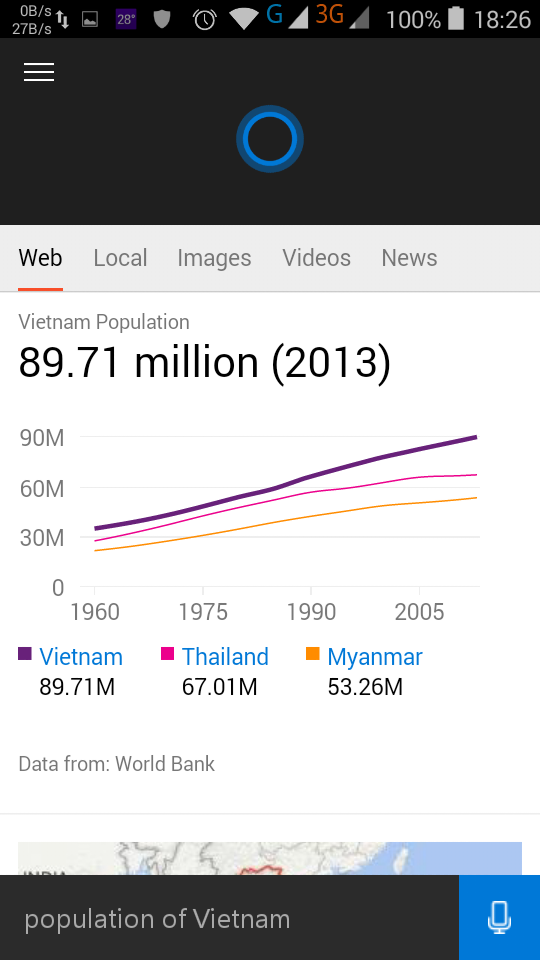 0B/s
27B/s
28°
G
3G
100%
18:26
Web Local Images Videos News
Vietnam Population
89.71 million (2013)
90M
60M
30M
0
1960 1975 1990 2005
Vietnam Thailand Myanmar
89.71M 67.01M 53.26M
Data from: World Bank
INDIA
population of Vietnam